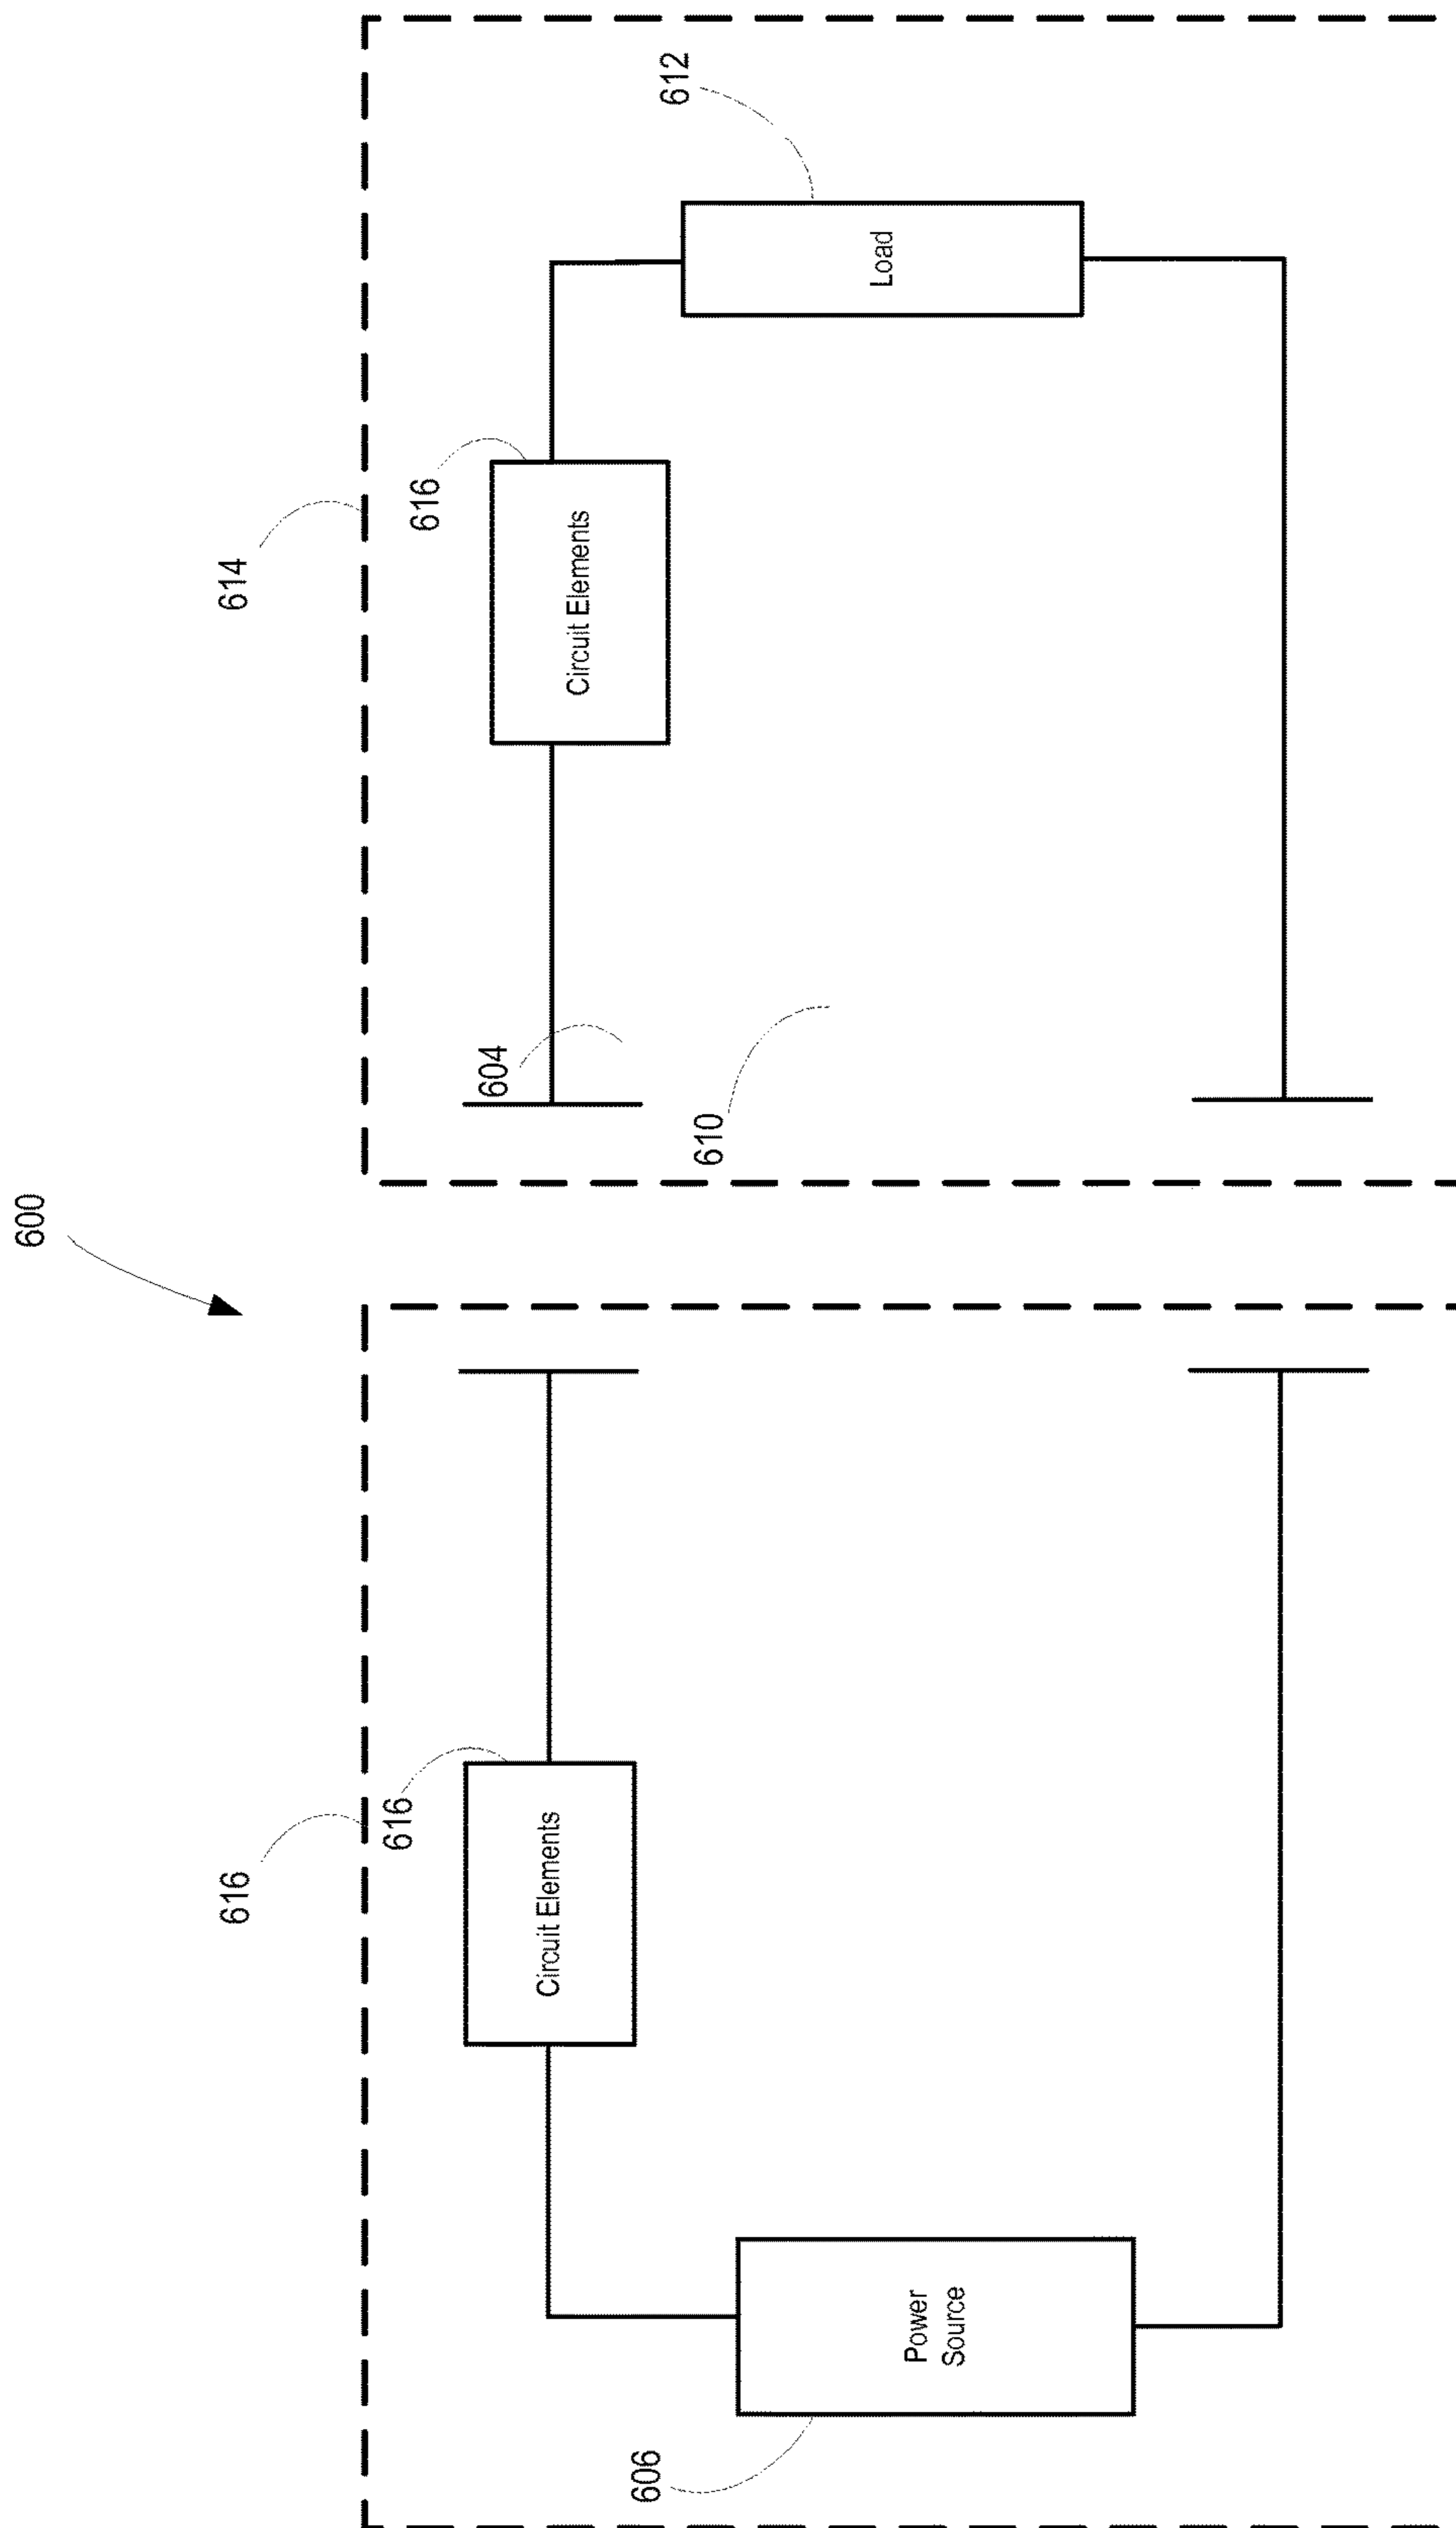 600
616
614
616
616
604
Circuit Elements
Circuit Elements
606
612
610
Load
Power
Source